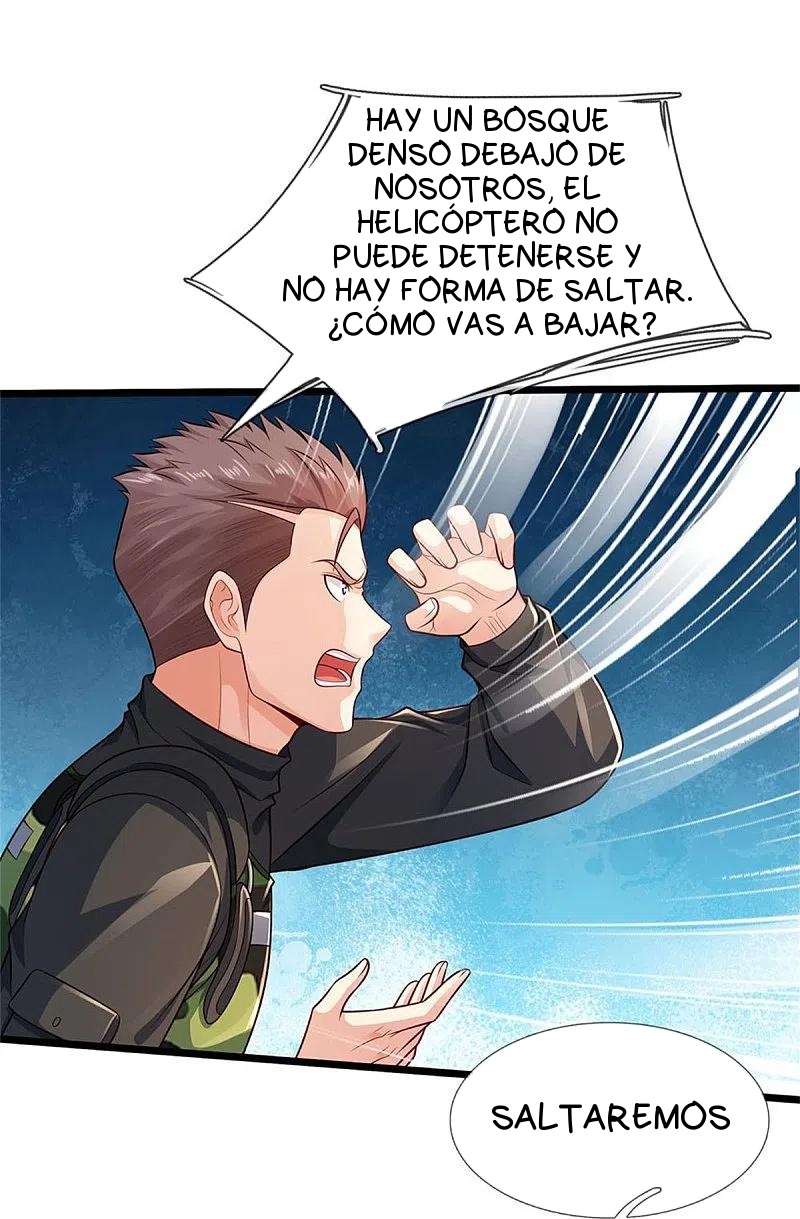 HAY UN BOSQUE
DENSO DEBAJO DE
NOSOTROS, EL
HELICÓPTERO NO
PUEDE DETENERSE Y
NO HAY FORMA DE SALTAR.
¿CÓMO VAS A BAJAR?
SALTAREMOS